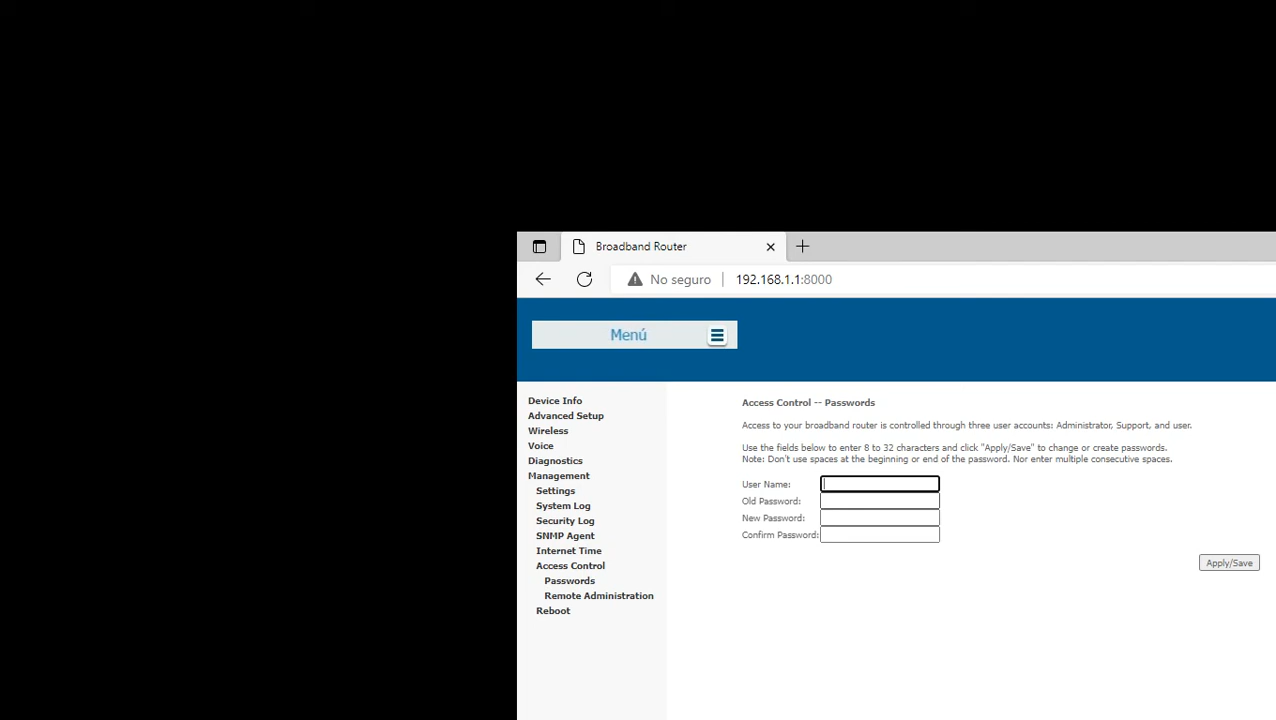 Broadband Router
No seguro | 192.168.1.1:8000
Menú
Device Info
Advanced Setup
Wireless
Voice
Diagnostics
Management
Settings
System Log
Security Log
SNMP Agent
Internet Time
Access Control
Passwords
Remote Administration
Reboot
Access Control -- Passwords
Access to your broadband router is controlled through three user accounts: Administrator, Support, and user.
Use the fields below to enter 8 to 32 characters and click "Apply/Save" to change or create passwords.
Note: Don't use spaces at the beginning or end of the password. Nor enter multiple consecutive spaces.
User Name:
Old Password:
New Password:
Confirm Password:
Apply/Save